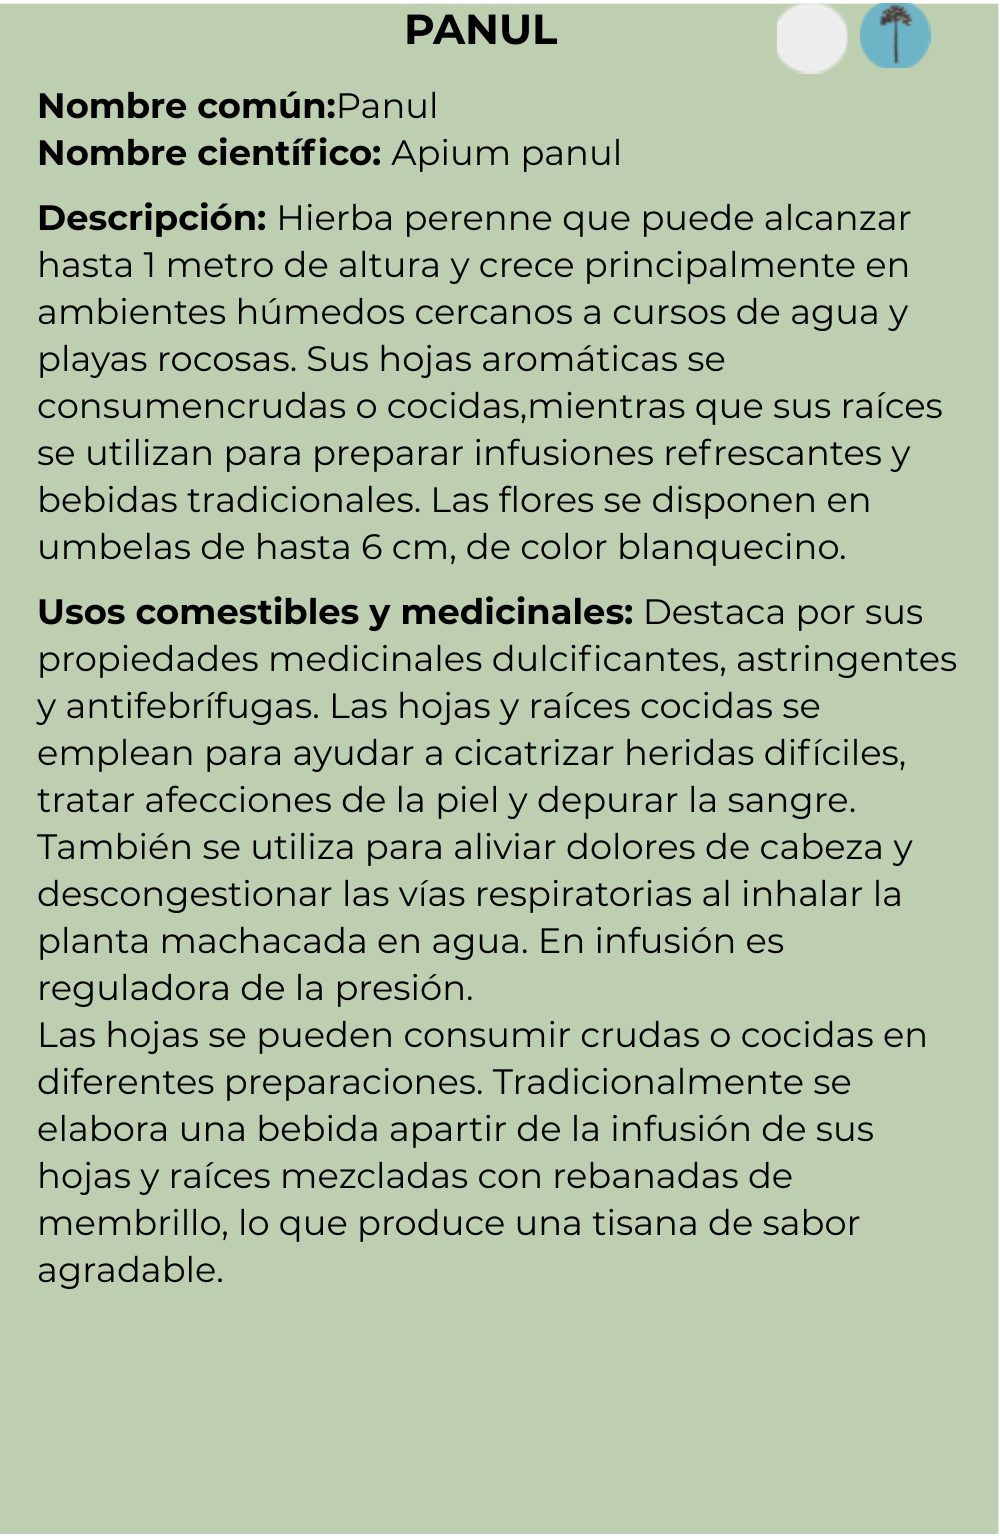 PANUL
Nombre común:Panul
Nombre científico: Apium panul
Descripción: Hierba perenne que puede alcanzar
hasta 1 metro de altura y crece principalmente en
ambientes húmedos cercanos a cursos de agua y
playas rocosas. Sus hojas aromáticas se
consumencrudas o cocidas,mientras que sus raíces
se utilizan para preparar infusiones refrescantes y
bebidas tradicionales. Las flores se disponen en
umbelas de hasta 6 cm, de color blanquecino.
Usos comestibles y medicinales: Destaca por sus
propiedades medicinales dulcificantes, astringentes
y antifebrífugas. Las hojas y raíces cocidas se
emplean para ayudar a cicatrizar heridas difíciles,
tratar afecciones de la piel y depurar la sangre.
También se utiliza para aliviar dolores de cabeza y
descongestionar las vías respiratorias al inhalar la
planta machacada en agua. En infusión es
reguladora de la presión.
Las hojas se pueden consumir crudas o cocidas en
diferentes preparaciones. Tradicionalmente se
elabora una bebida apartir de la infusión de sus
hojas y raíces mezcladas con rebanadas de
membrillo, lo que produce una tisana de sabor
agradable.